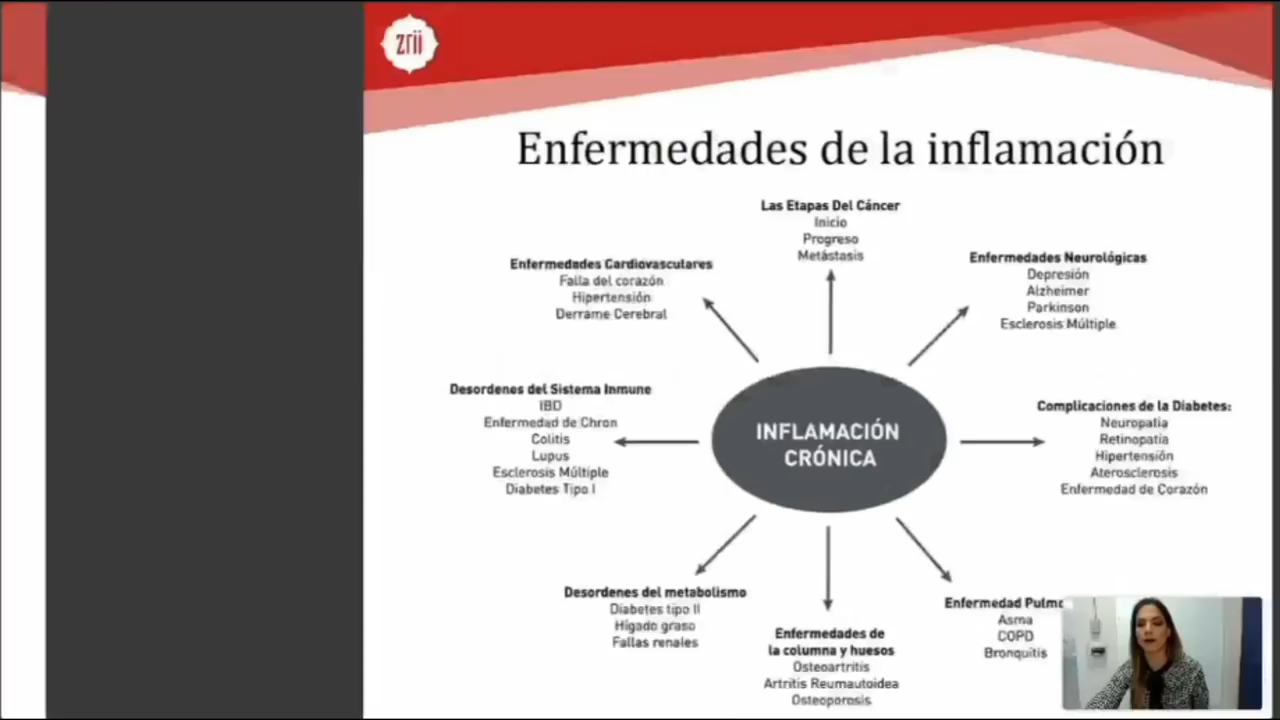 zrii
Enfermedades de la inflamación
Las Etapas Del Cáncer
Inicio
Progreso
Metástasis
Enfermedades Cardiovasculares
Falla del corazón
Hipertensión
Derrame Cerebral
Enfermedades Neurológicas
Depresión
Alzheimer
Parkinson
Esclerosis Múltiple
Desordenes del Sistema Inmune
IBD
Enfermedad de Chron
Colitis
Lupus
Esclerosis Múltiple
Diabetes Tipo I
INFLAMACIÓN
CRÓNICA
Complicaciones de la Diabetes:
Neuropatia
Retinopatia
Hipertensión
Aterosclerosis
Enfermedad de Corazón
Desordenes del metabolismo
Diabetes tipo II
Hígado graso
Fallas renales
Enfermedades de
la columna y huesos
Osteoartritis
Artritis Reumautoidea
Osteoporosis
Enfermedad Pulmo
Asma
COPD
Bronquitis